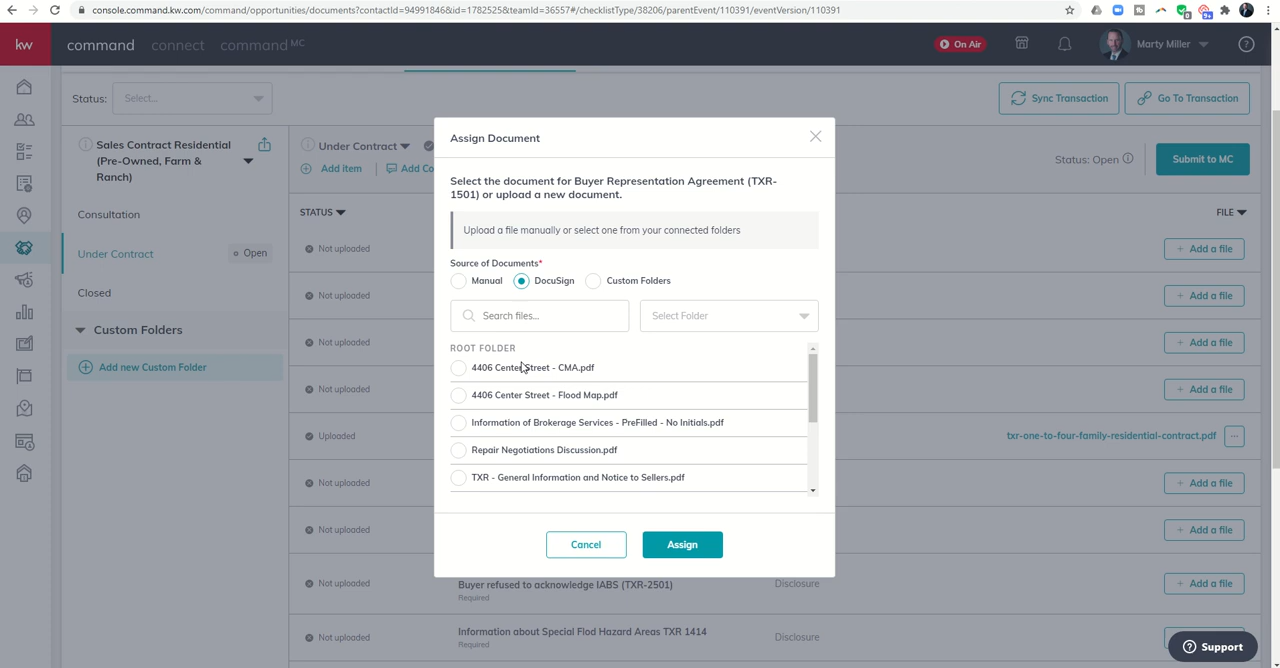 console.command.kw.com/command/opportunities/documents?contactId=94991846&id=1782525&teamId=36557#/checklistType/38206/parentEvent/110391/eventVersion/110391
0
9+
kw
command
connect
command MC
On Air
Marty Miller
Status:
Select...
Sync Transaction
Go To Transaction
Sales Contract Residential
(Pre-Owned, Farm &
Ranch)
Under Contract
Add item
Add Co
Status: Open
Submit to MC
Consultation
Under Contract
Open
Closed
Custom Folders
Add new Custom Folder
STATUS
FILE
Not uploaded
+ Add a file
Not uploaded
+ Add a file
Not uploaded
+ Add a file
Not uploaded
+ Add a file
Uploaded
txr-one-to-four-family-residential-contract.pdf
...
Not uploaded
+ Add a file
Not uploaded
+ Add a file
Not uploaded
Buyer refused to acknowledge IABS (TXR-2501)
Required
Disclosure
+ Add a file
Not uploaded
Information about Special Flod Hazard Areas TXR 1414
Required
Disclosure
Support
Assign Document
Select the document for Buyer Representation Agreement (TXR-
1501) or upload a new document.
Upload a file manually or select one from your connected folders
Source of Documents*
Manual
DocuSign
Custom Folders
Search files...
Select Folder
ROOT FOLDER
4406 Center Street - CMA.pdf
4406 Center Street - Flood Map.pdf
Information of Brokerage Services - PreFilled - No Initials.pdf
Repair Negotiations Discussion.pdf
TXR - General Information and Notice to Sellers.pdf
Cancel
Assign